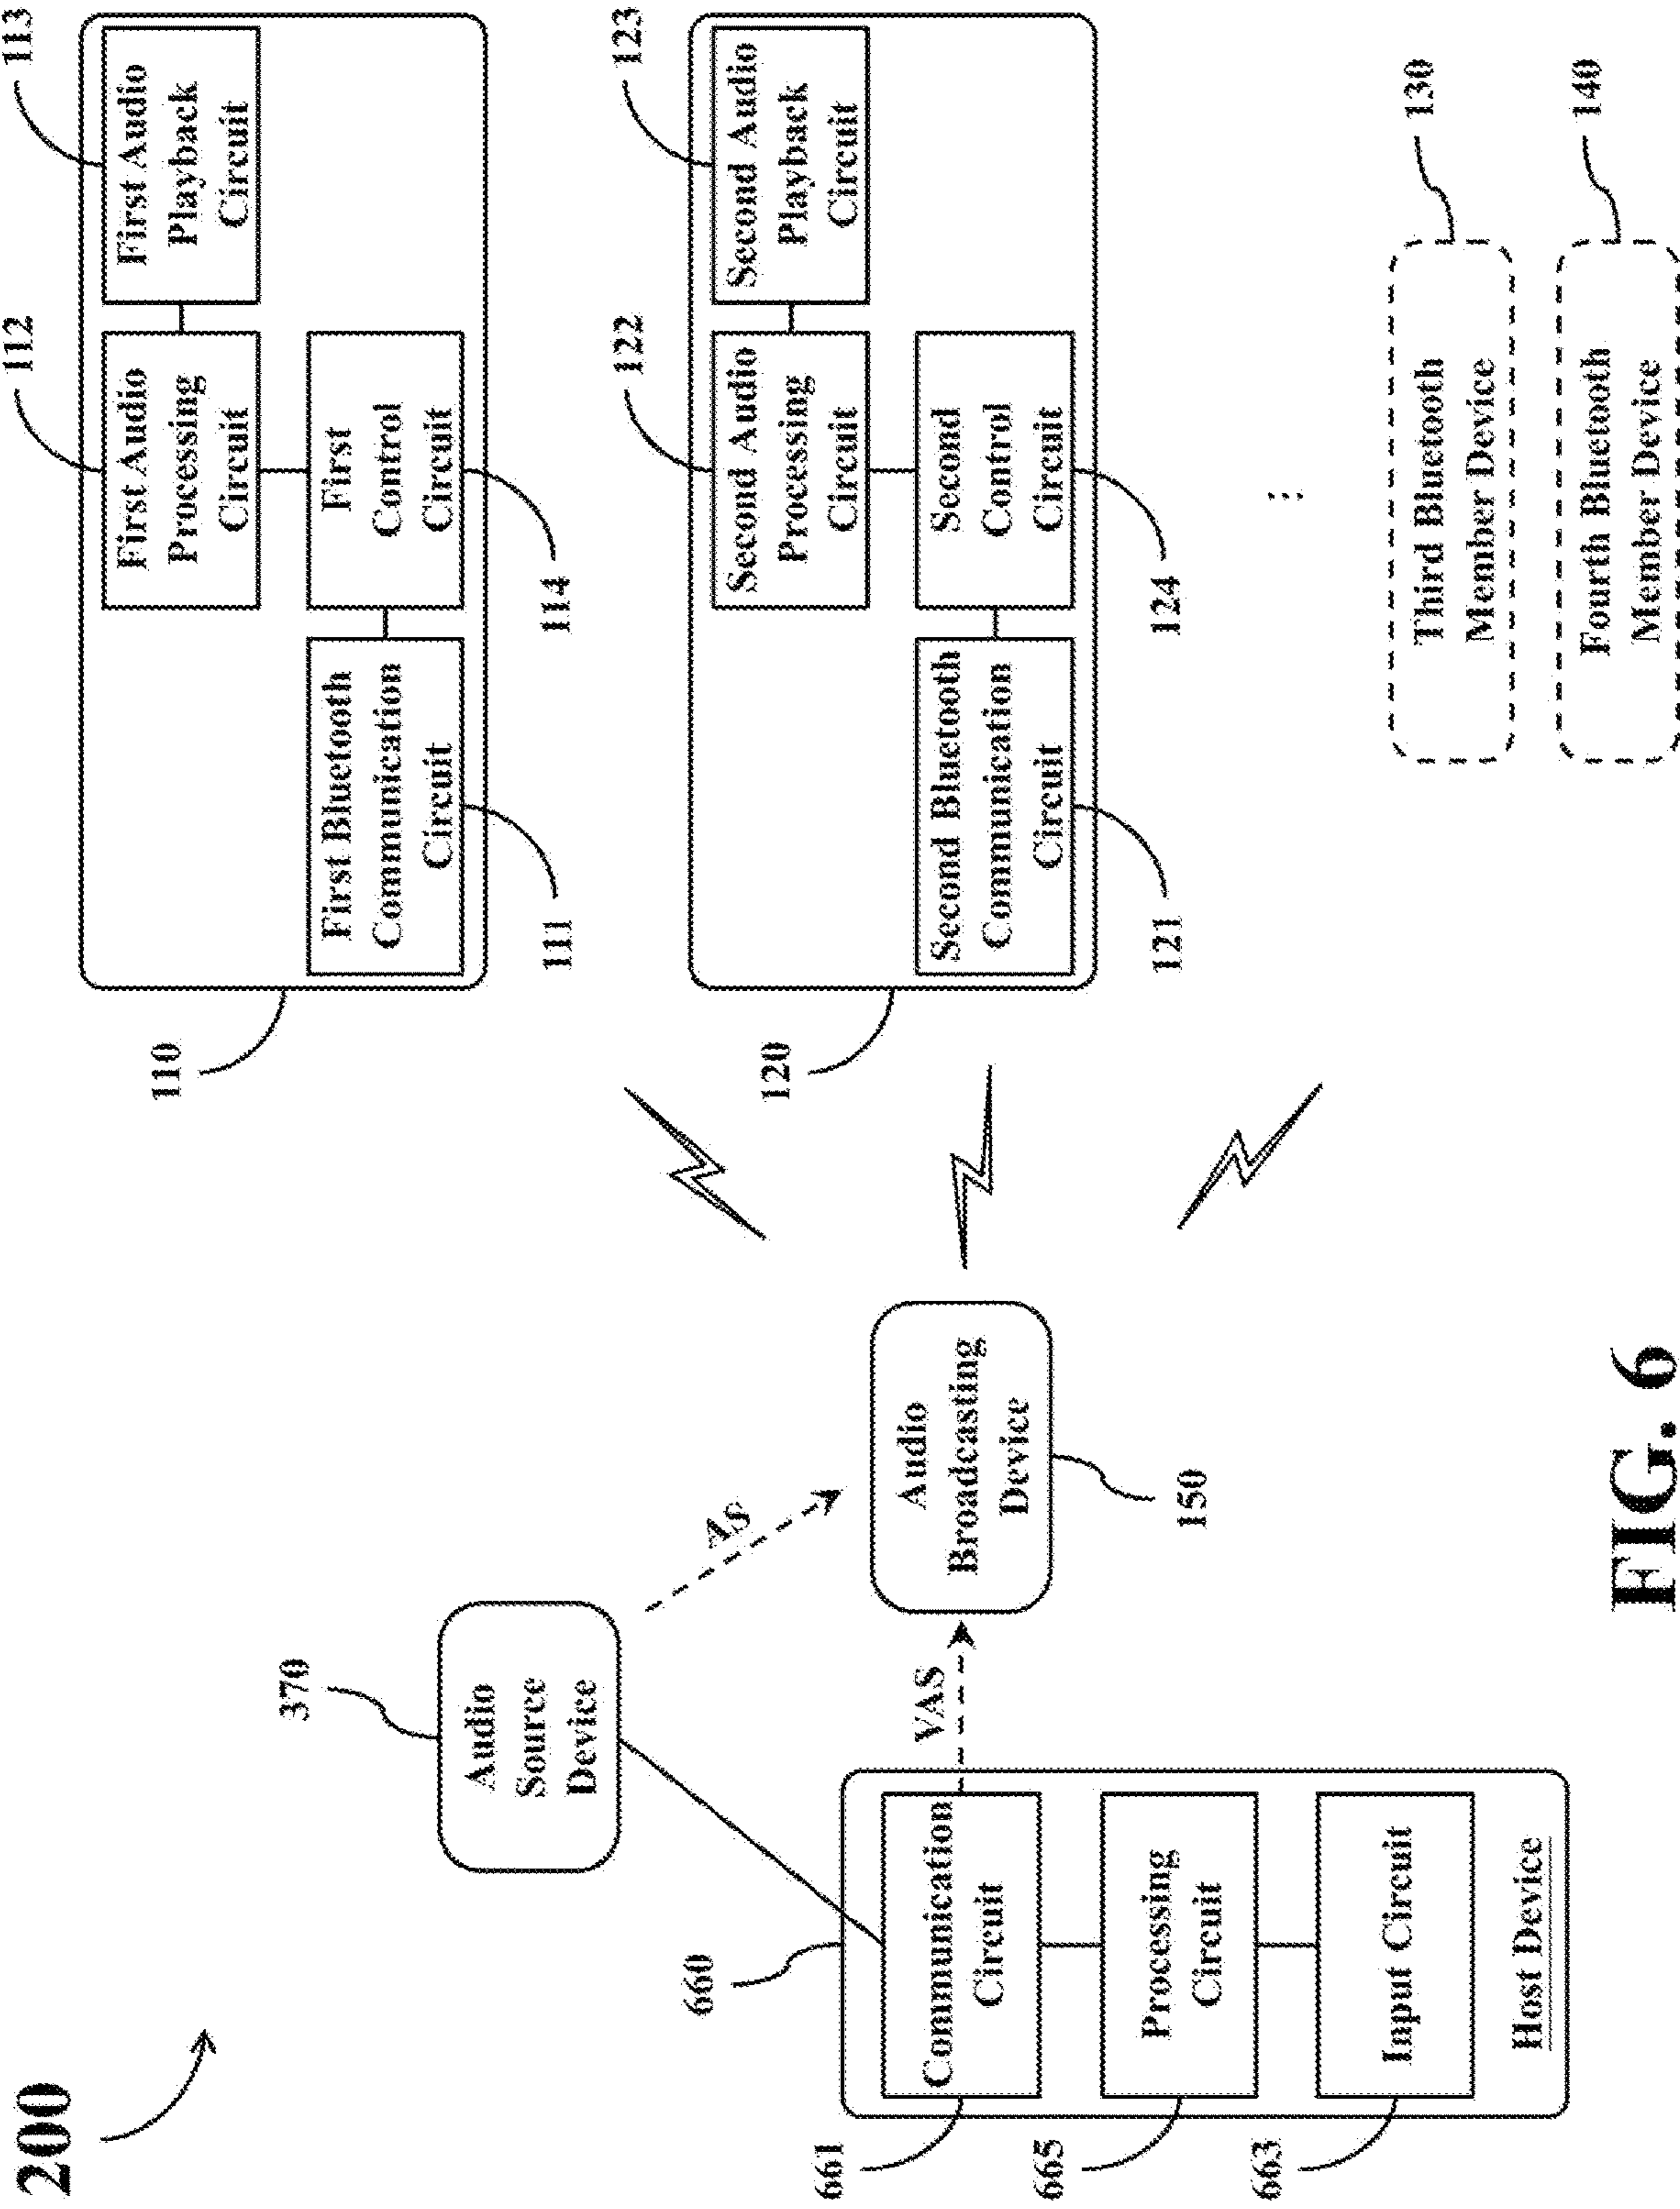 200
370
Audio
Source
Device
AS
660
661
Communication
Circuit
VAS
665
Processing
Circuit
663
Input Circuit
Host Device
Audio
Broadcasting
Device
150
110
112
First Audio
Processing
Circuit
113
First Audio
Playback
Circuit
First Bluetooth
Communication
Circuit
111
First
Control
Circuit
114
120
122
Second Audio
Processing
Circuit
123
Second Audio
Playback
Circuit
Second Bluetooth
Communication
Circuit
121
Second
Control
Circuit
124
...
Third Bluetooth
Member Device
130
Fourth Bluetooth
Member Device
140
FIG. 6